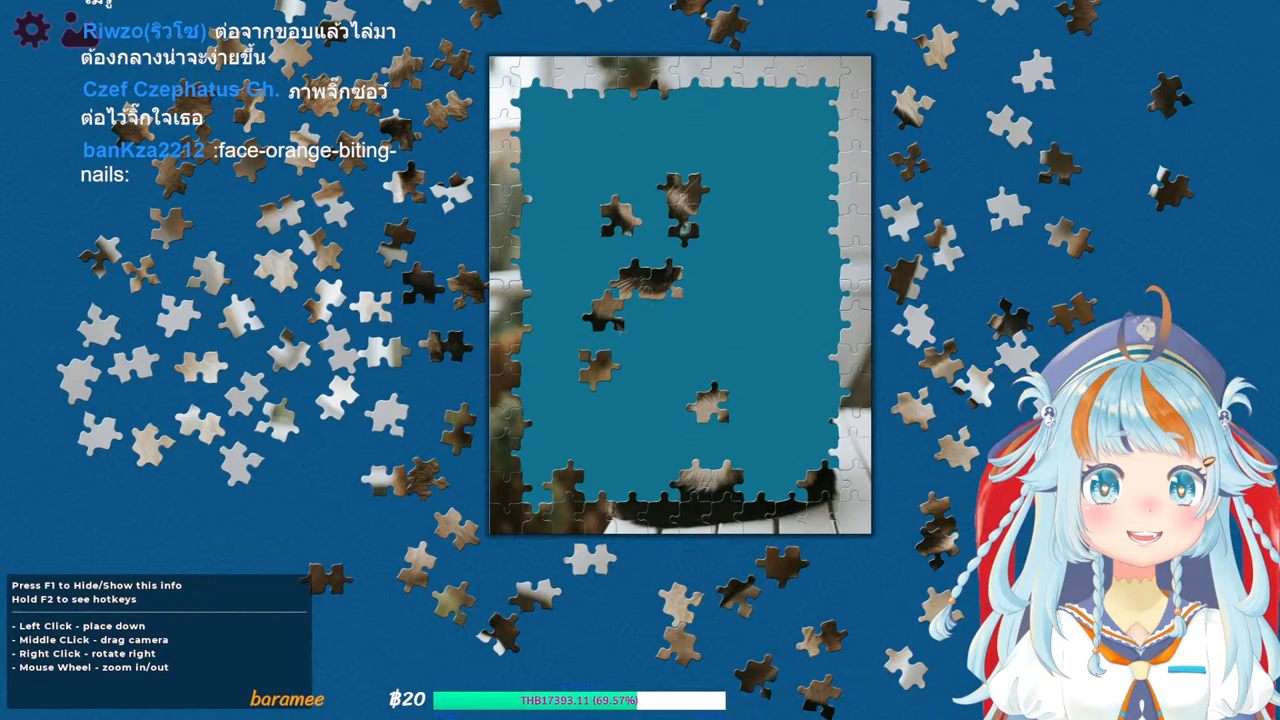 Riwzo(ริวโซ่) ต่อจากขอบแล้วไล่มา
ต้องกลางน่าจะง่ายขึ้น
Czef Czephatus Gh. ภาพจิ๊กซอว์
ต่อไว้จิ๊กใจเธอ
banKza2212 :face-orange-biting-
nails:
Press F1 to Hide/Show this info
Hold F2 to see hotkeys
- Left Click - place down
- Middle CLick - drag camera
- Right Click - rotate right
- Mouse Wheel - zoom in/out
baramee ฿20 THB17393.11 (69.57%)